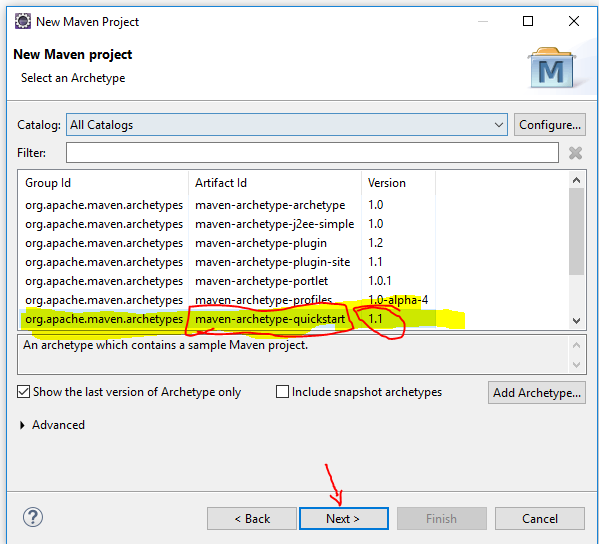 New Maven Project
New Maven project
Select an Archetype
M
Catalog: All Catalogs Configure...
Filter:
Group Id Artifact Id Version
org.apache.maven.archetypes maven-archetype-archetype 1.0
org.apache.maven.archetypes maven-archetype-j2ee-simple 1.0
org.apache.maven.archetypes maven-archetype-plugin 1.2
org.apache.maven.archetypes maven-archetype-plugin-site 1.1
org.apache.maven.archetypes maven-archetype-portlet 1.0.1
org.apache.maven.archetypes maven-archetype-profiles 1.0-alpha-4
org.apache.maven.archetypes maven-archetype-quickstart 1.1
An archetype which contains a sample Maven project.
Show the last version of Archetype only Include snapshot archetypes Add Archetype...
Advanced
? < Back Next > Finish Cancel